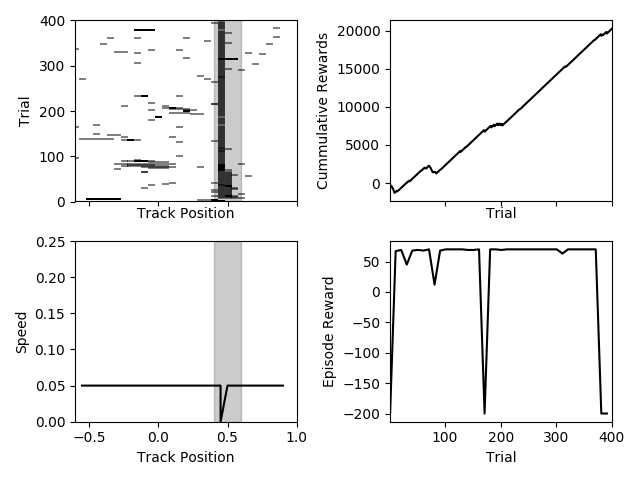 400
300
200
100
0
Trial
Track Position
20000
15000
10000
5000
0
Cummulative Rewards
Trial
0.25
0.20
0.15
0.10
0.05
0.00
Speed
−0.5 0.0 0.5 1.0
Track Position
50
0
−50
−100
−150
−200
Episode Reward
100 200 300 400
Trial